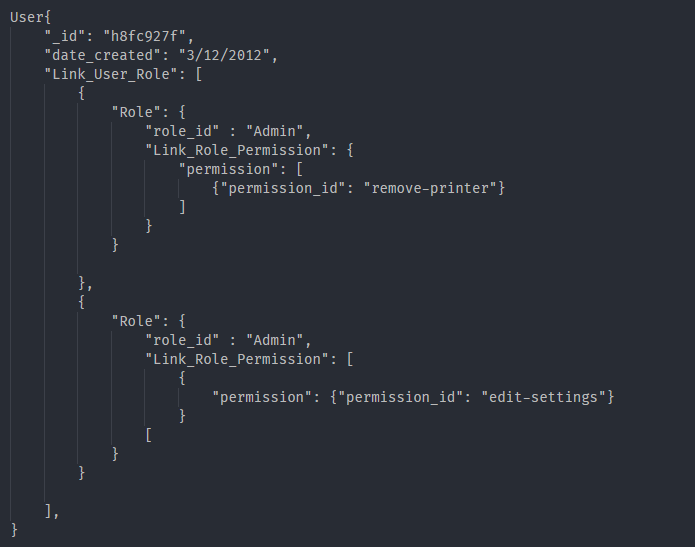 User{
    "_id": "h8fc927f",
    "date_created": "3/12/2012",
    "Link_User_Role": [
        {
            "Role": {
                "role_id" : "Admin",
                "Link_Role_Permission": {
                    "permission": [
                        {"permission_id": "remove-printer"}
                    ]
                }
            }
        },
        {
            "Role": {
                "role_id" : "Admin",
                "Link_Role_Permission": [
                    {
                        "permission": {"permission_id": "edit-settings"}
                    }
                [
            }
        }
    ],
}